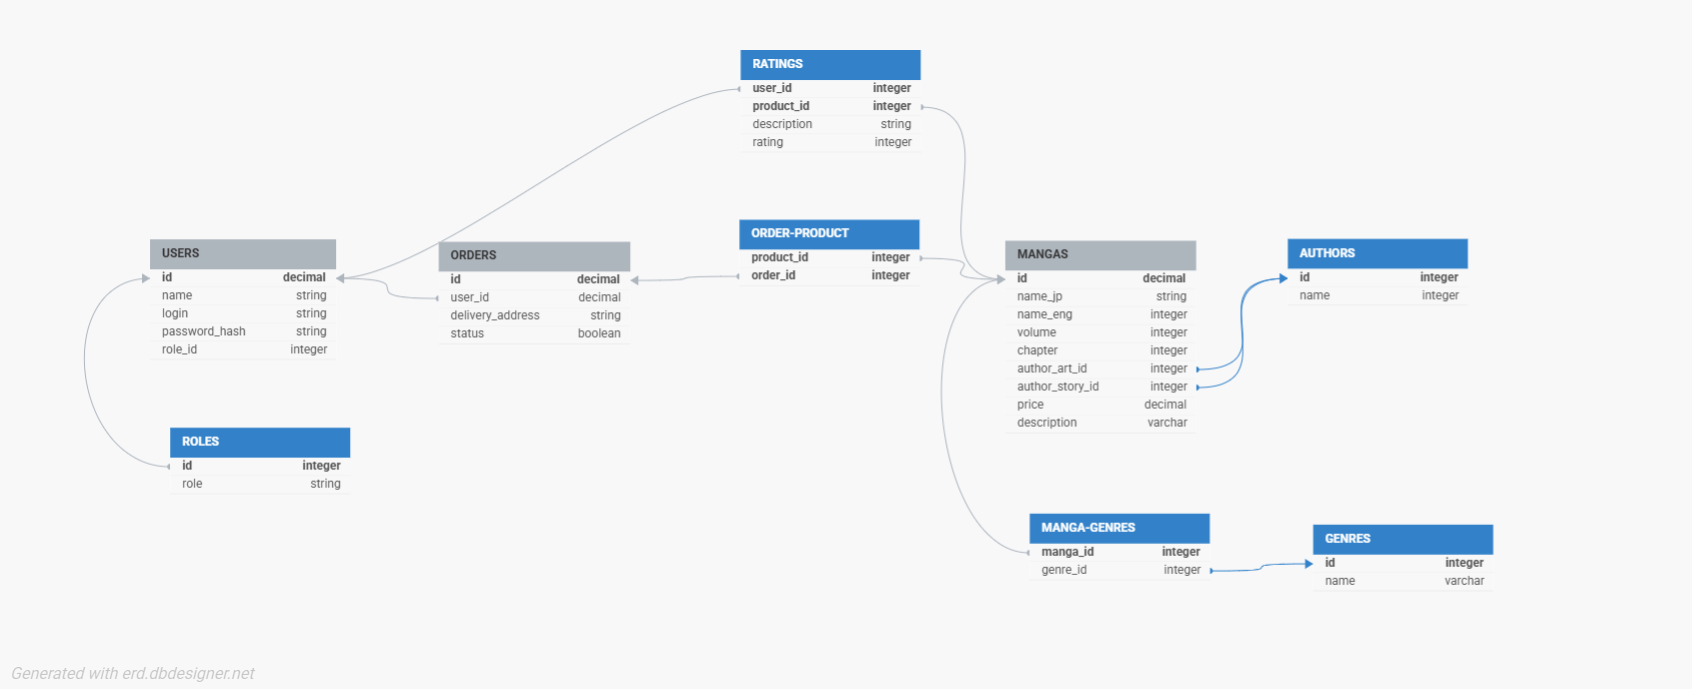 RATINGS
user_id integer
product_id integer
description string
rating integer
USERS
id decimal
name string
login string
password_hash string
role_id integer
ORDERS
id decimal
user_id decimal
delivery_address string
status boolean
ORDER-PRODUCT
product_id integer
order_id integer
MANGAS
id decimal
name_jp string
name_eng integer
volume integer
chapter integer
author_art_id integer
author_story_id integer
price decimal
description varchar
AUTHORS
id integer
name integer
ROLES
id integer
role string
MANGA-GENRES
manga_id integer
genre_id integer
GENRES
id integer
name varchar
Generated with erd.dbdesigner.net